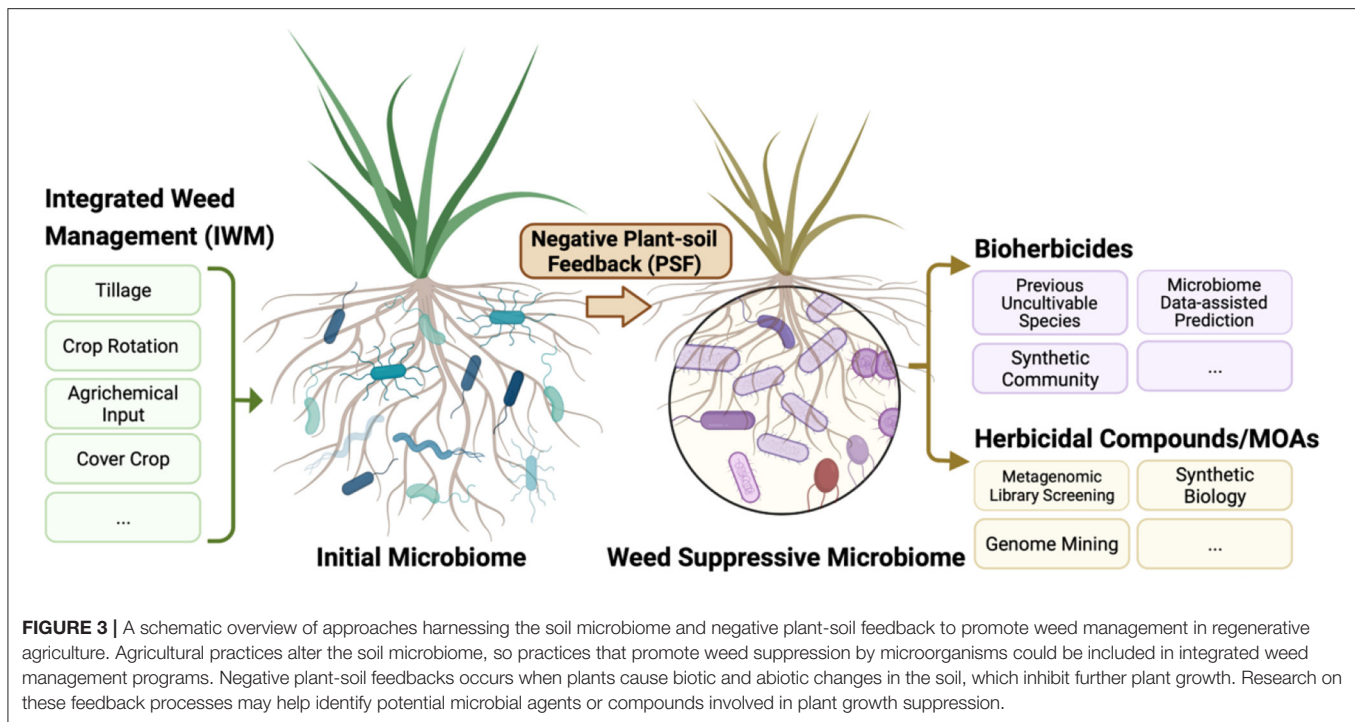 Integrated Weed
Management (IWM)
Tillage
Crop Rotation
Agrichemical
Input
Cover Crop
...
Initial Microbiome
Negative Plant-soil
Feedback (PSF)
Weed Suppressive Microbiome
Bioherbicides
Previous
Uncultivable
Species
Microbiome
Data-assisted
Prediction
Synthetic
Community
...
Herbicidal Compounds/MOAs
Metagenomic
Library Screening
Synthetic
Biology
Genome Mining
...
FIGURE 3 | A schematic overview of approaches harnessing the soil microbiome and negative plant-soil feedback to promote weed management in regenerative
agriculture. Agricultural practices alter the soil microbiome, so practices that promote weed suppression by microorganisms could be included in integrated weed
management programs. Negative plant-soil feedbacks occurs when plants cause biotic and abiotic changes in the soil, which inhibit further plant growth. Research on
these feedback processes may help identify potential microbial agents or compounds involved in plant growth suppression.